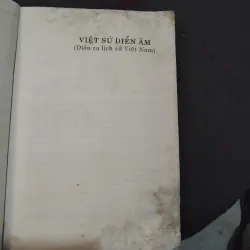 VIỆT SỬ DIỄN ÂM
(Diễn ca lịch sử Việt Nam)